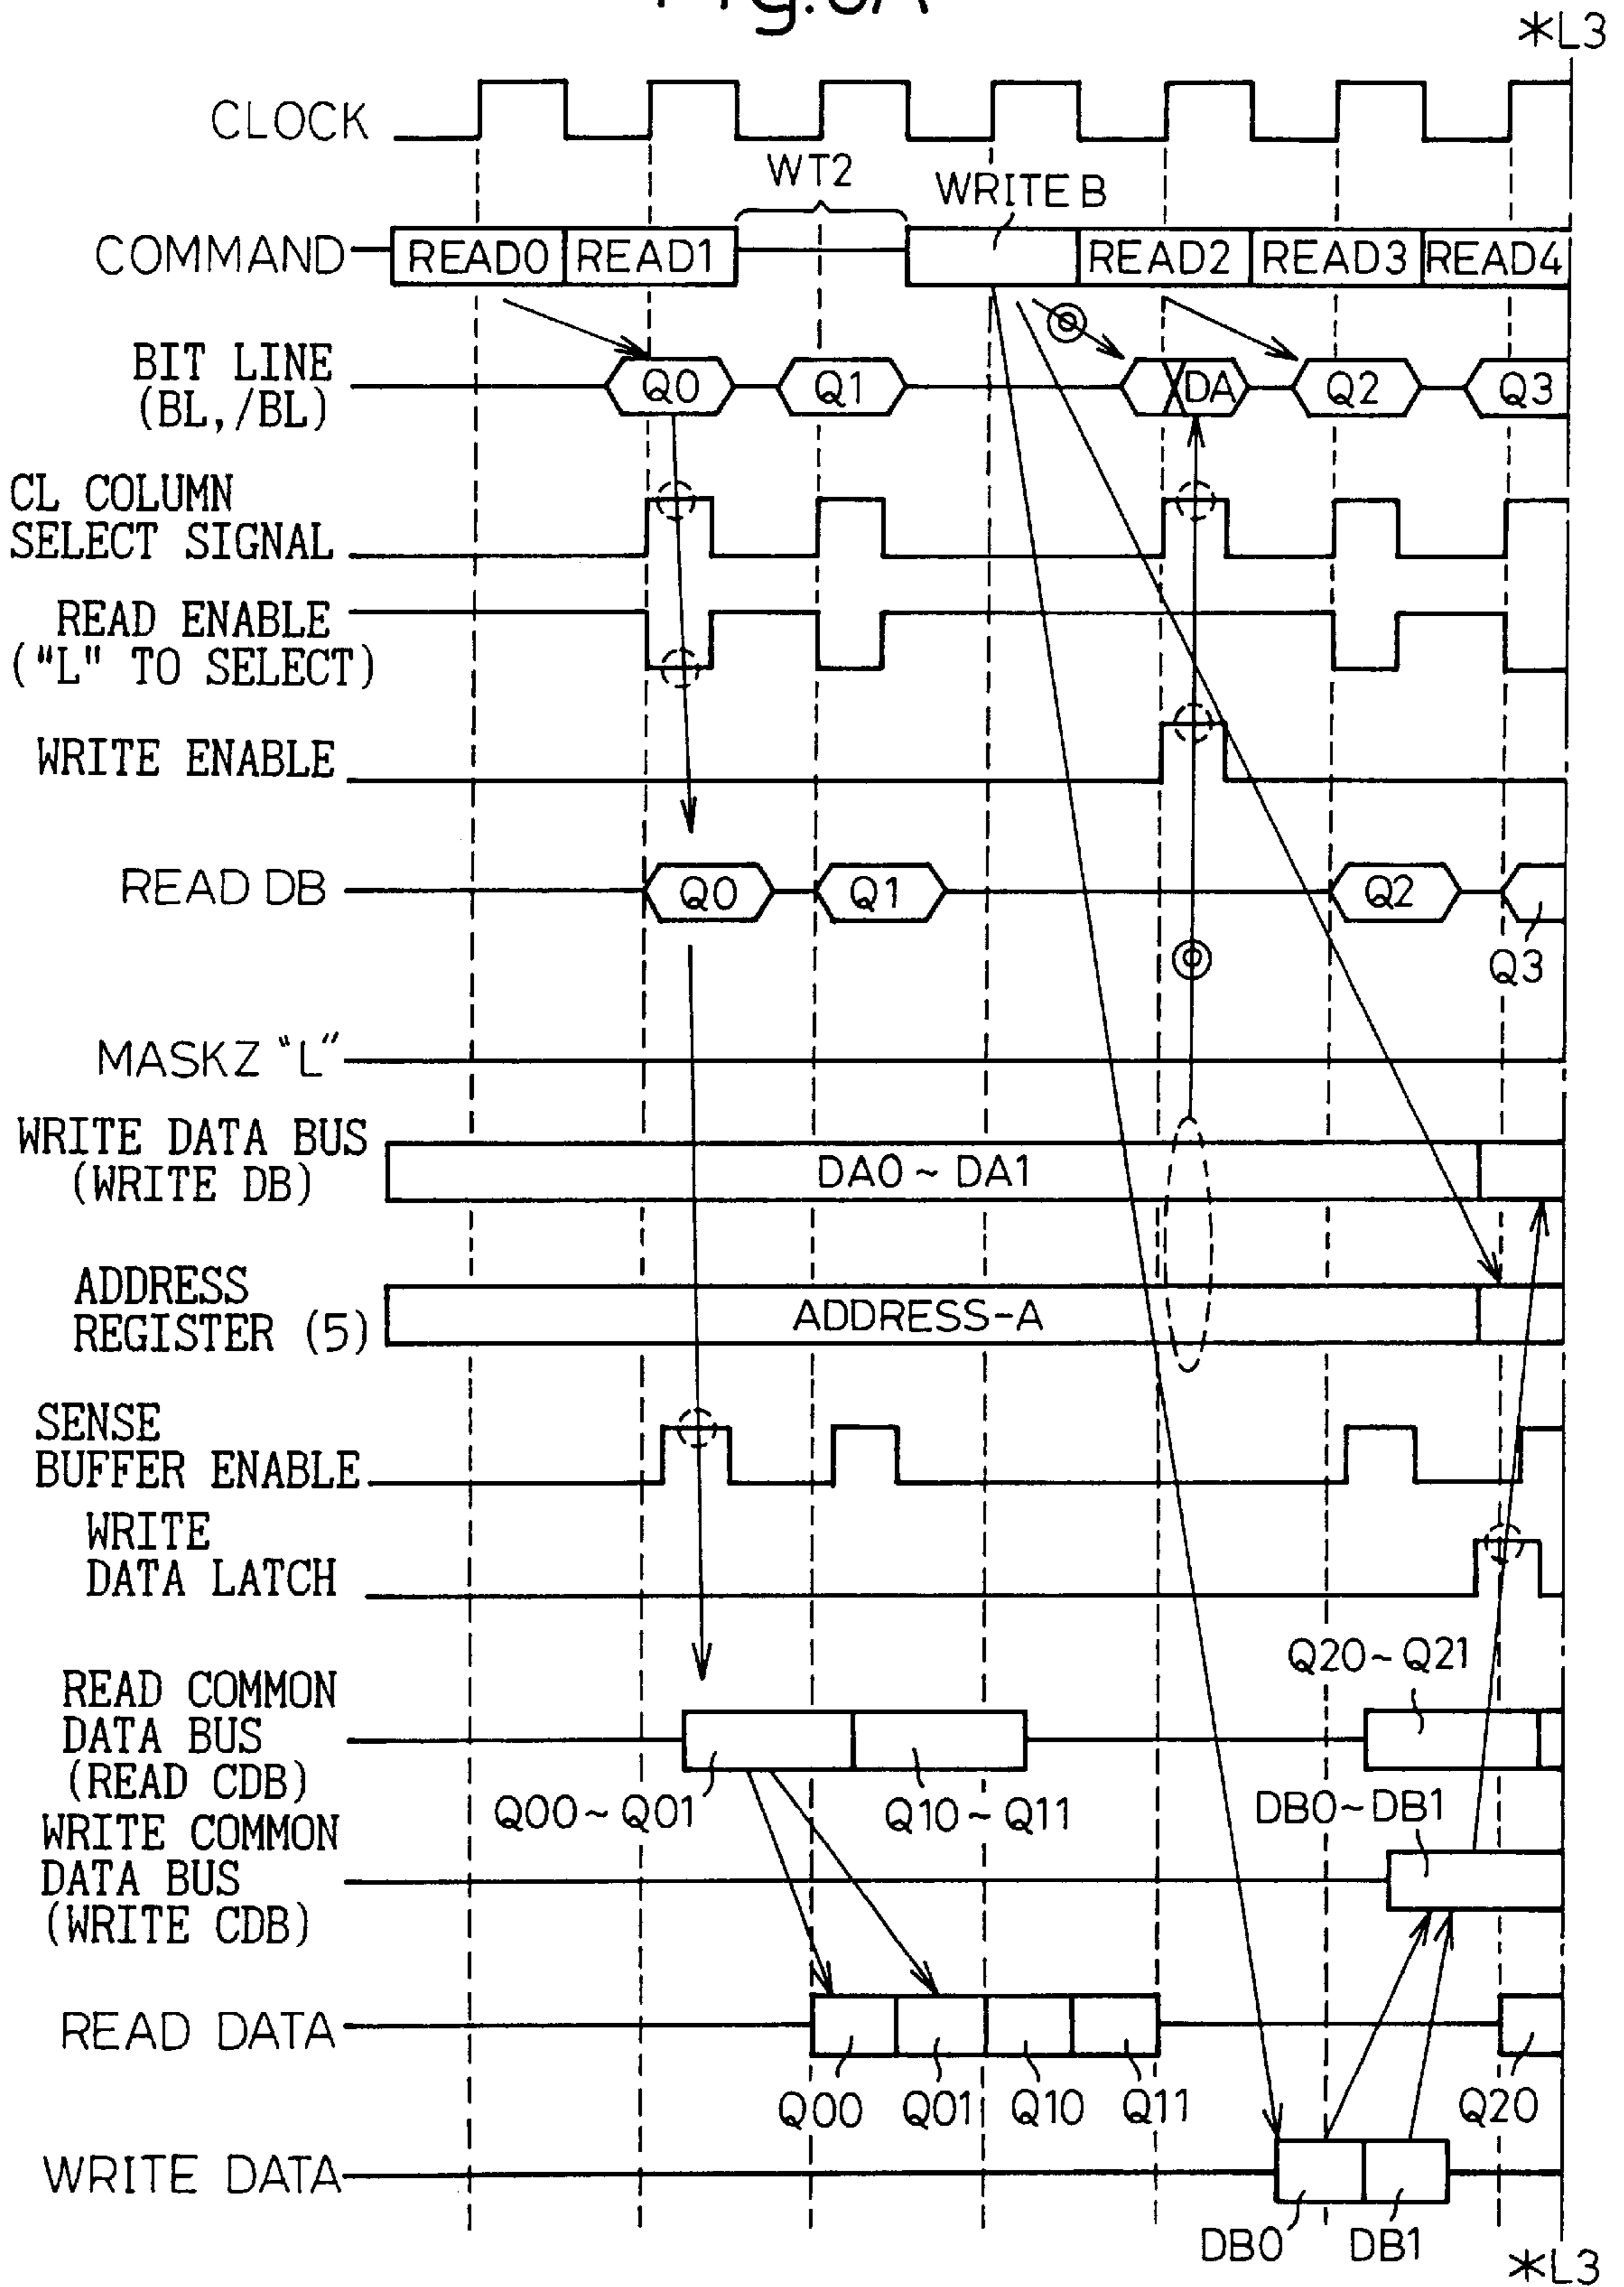 Fig.8A
*L3
CLOCK
WT2
WRITE B
COMMAND
READ0
READ1
READ2
READ3
READ4
BIT LINE
(BL,/BL)
Q0
Q1
DA
Q2
Q3
CL COLUMN
SELECT SIGNAL
READ ENABLE
("L" TO SELECT)
WRITE ENABLE
READ DB
Q0
Q1
Q2
Q3
MASKZ "L"
WRITE DATA BUS
(WRITE DB)
DA0~DA1
ADDRESS
REGISTER (5)
ADDRESS-A
SENSE
BUFFER ENABLE
WRITE
DATA LATCH
Q20~Q21
READ COMMON
DATA BUS
(READ CDB)
Q00~Q01
Q10~Q11
DB0~DB1
WRITE COMMON
DATA BUS
(WRITE CDB)
READ DATA
Q00
Q01
Q10
Q11
Q20
WRITE DATA
DB0
DB1
*L3